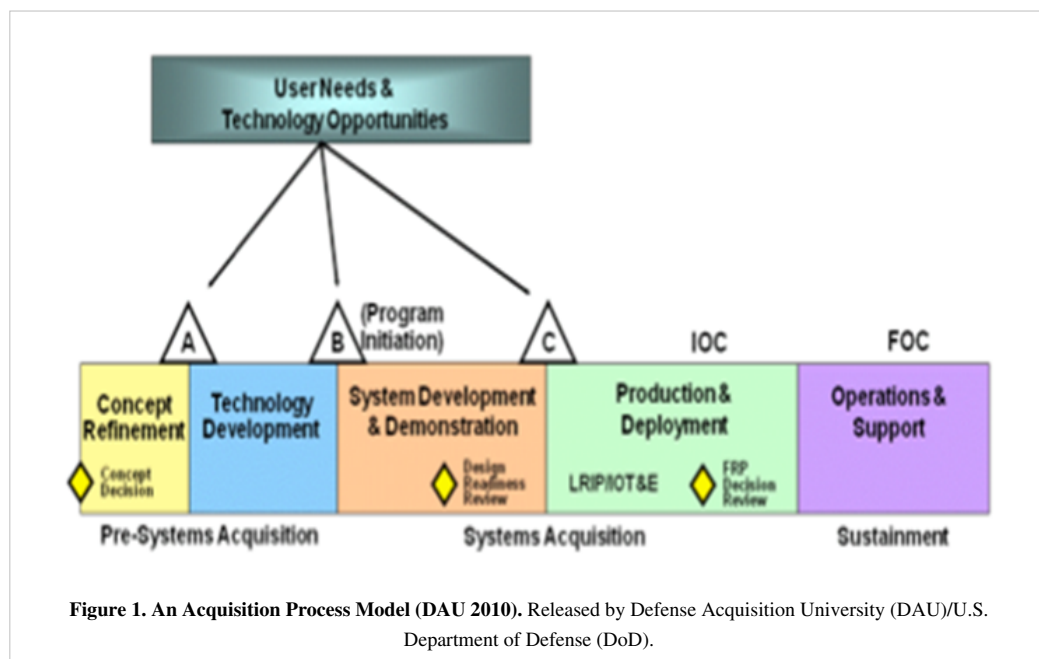 User Needs &
Technology Opportunities
A
B
(Program
Initiation)
C
IOC
FOC
Concept
Refinement
Technology
Development
System Development
& Demonstration
Production &
Deployment
Operations &
Support
Concept
Decision
Design
Readiness
Review
LRIP/IOT&E
FRP
Decision
Review
Pre-Systems Acquisition
Systems Acquisition
Sustainment
Figure 1. An Acquisition Process Model (DAU 2010). Released by Defense Acquisition University (DAU)/U.S.
Department of Defense (DoD).